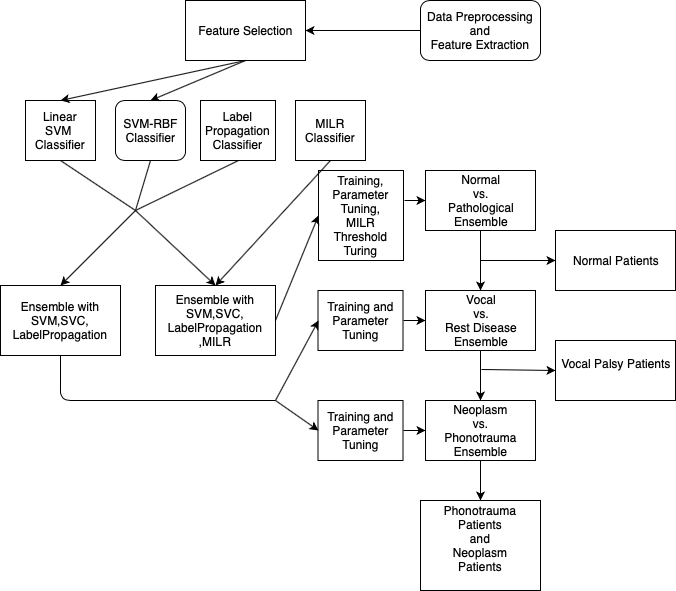 Feature Selection
Data Preprocessing
and
Feature Extraction
Linear
SVM
Classifier
SVM-RBF
Classifier
Label
Propagation
Classifier
MILR
Classifier
Training,
Parameter
Tuning,
MILR
Threshold
Turing
Normal
vs.
Pathological
Ensemble
Normal Patients
Ensemble with
SVM,SVC,
LabelPropagation
Ensemble with
SVM,SVC,
LabelPropagation
,MILR
Training and
Parameter
Tuning
Vocal
vs.
Rest Disease
Ensemble
Vocal Palsy Patients
Training and
Parameter
Tuning
Neoplasm
vs.
Phonotrauma
Ensemble
Phonotrauma
Patients
and
Neoplasm
Patients